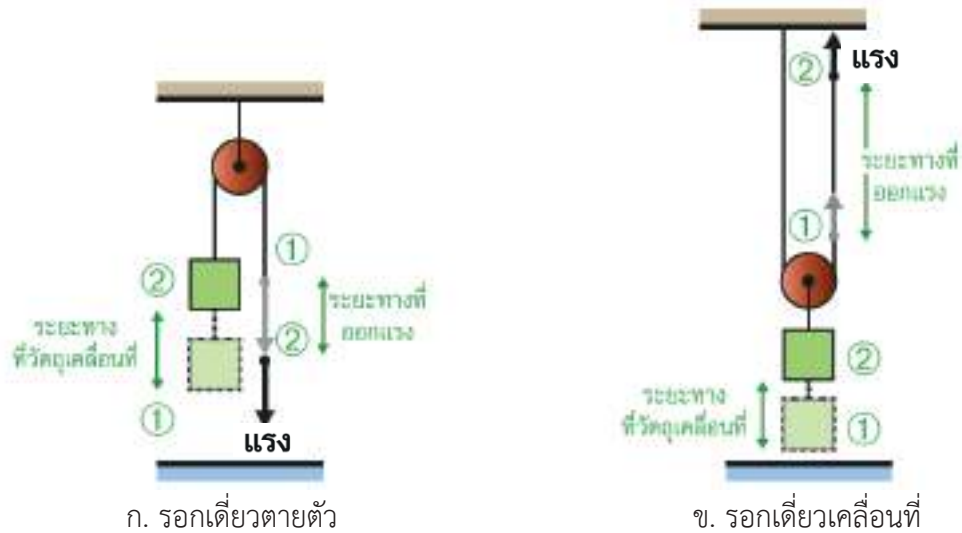 ①
②
ระยะทางที่
ออกแรง
②
ระยะทาง
ที่วัตถุเคลื่อนที่
①
แรง
ก. รอกเดี่ยวตายตัว
② แรง
ระยะทางที่
ออกแรง
①
②
ระยะทาง
ที่วัตถุเคลื่อนที่
①
ข. รอกเดี่ยวเคลื่อนที่